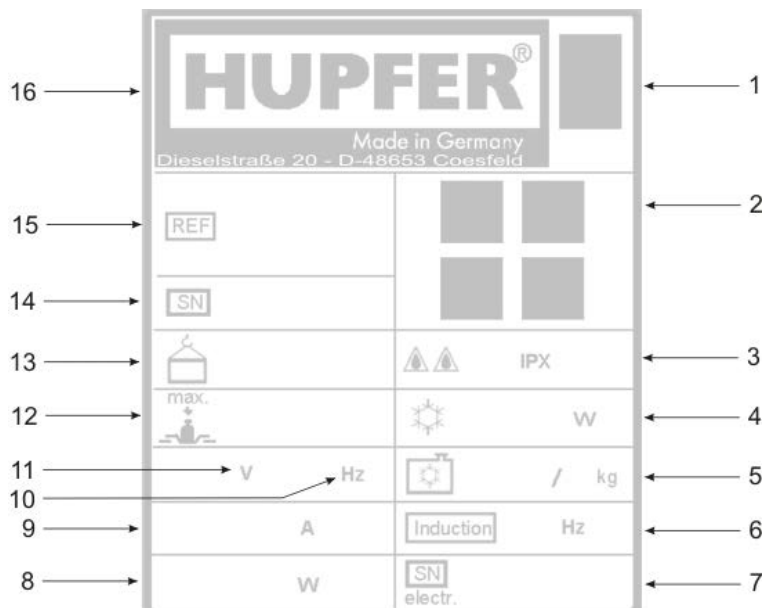 HUPFER®
Made in Germany
Dieselstraße 20 - D-48653 Coesfeld
16
1
REF
15
2
SN
14
13
IPX
3
max.
12
W
4
11
V
Hz
10
/ kg
5
9
A
Induction
Hz
6
8
W
SN
electr.
7